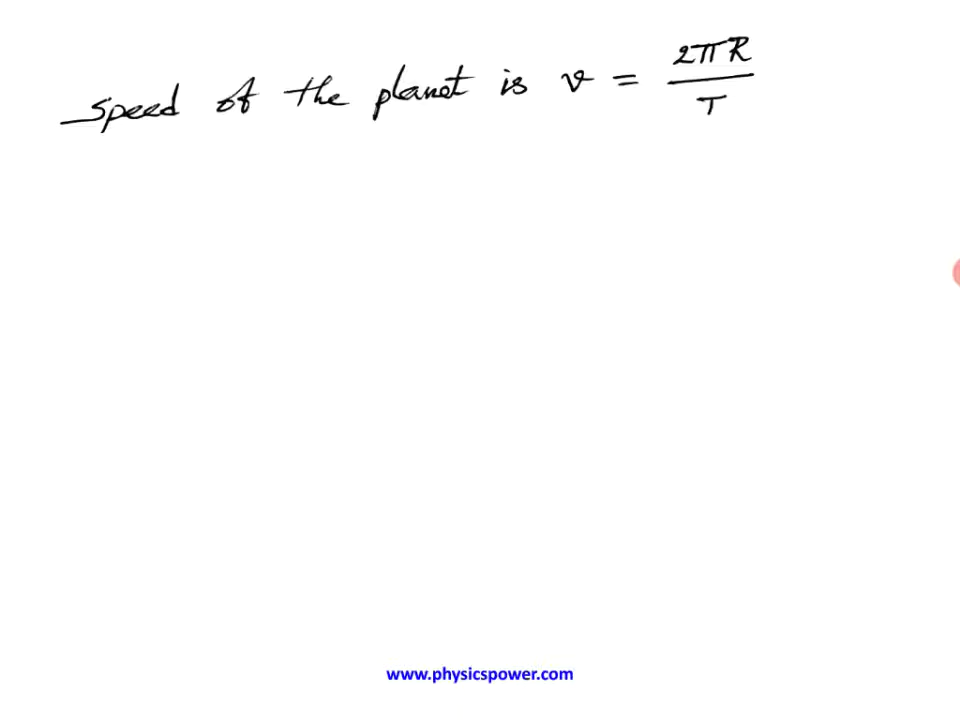 Speed of the planet is v = 2πR / T
www.physicspower.com